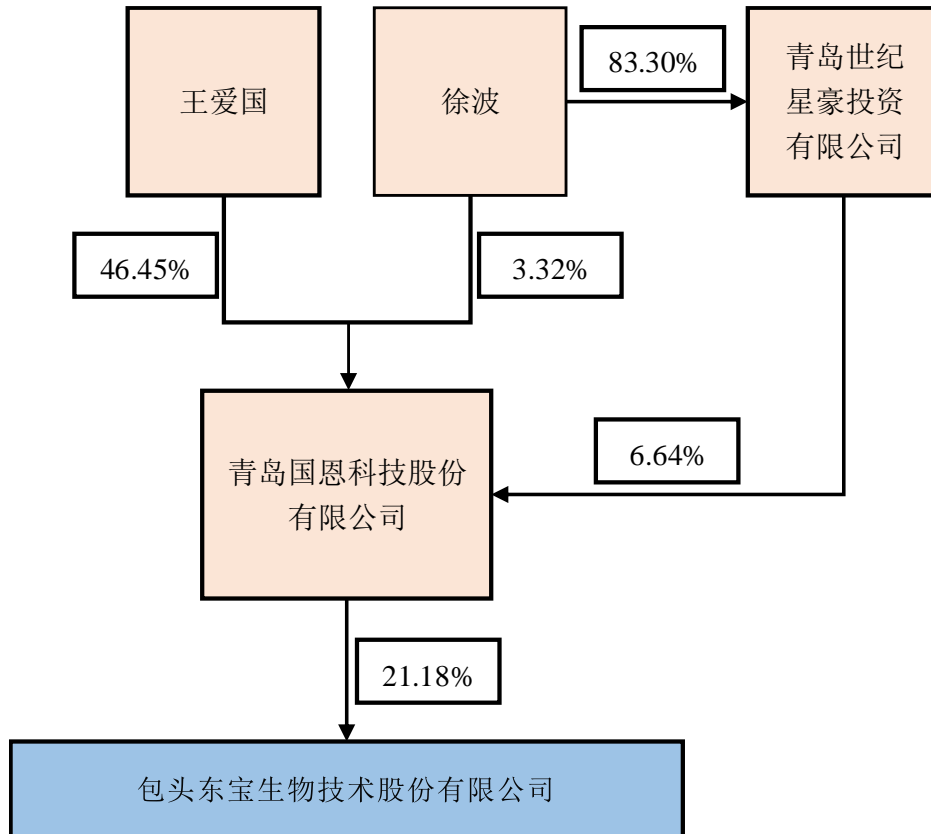 王爱国
徐波
83.30%
青岛世纪
星豪投资
有限公司
46.45%
3.32%
青岛国恩科技股份
有限公司
6.64%
21.18%
包头东宝生物技术股份有限公司